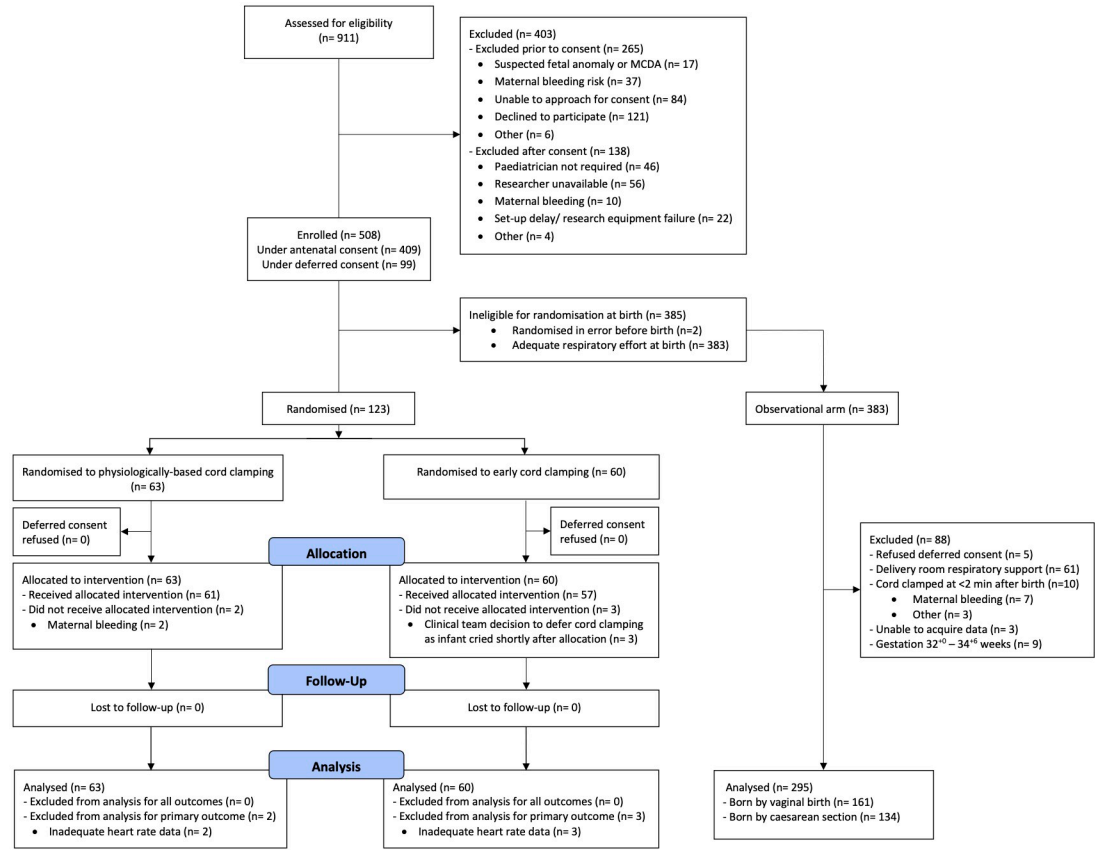 Assessed for eligibility
(n= 911)
Excluded (n= 403)
- Excluded prior to consent (n= 265)
• Suspected fetal anomaly or MCDA (n= 17)
• Maternal bleeding risk (n= 37)
• Unable to approach for consent (n= 84)
• Declined to participate (n= 121)
• Other (n= 6)
- Excluded after consent (n= 138)
• Paediatrician not required (n= 46)
• Researcher unavailable (n= 56)
• Maternal bleeding (n= 10)
• Set-up delay/ research equipment failure (n= 22)
• Other (n= 4)
Enrolled (n= 508)
Under antenatal consent (n= 409)
Under deferred consent (n= 99)
Ineligible for randomisation at birth (n= 385)
• Randomised in error before birth (n=2)
• Adequate respiratory effort at birth (n= 383)
Randomised (n= 123)
Observational arm (n= 383)
Randomised to physiologically-based cord clamping
(n= 63)
Randomised to early cord clamping (n= 60)
Deferred consent
refused (n= 0)
Deferred consent
refused (n= 0)
Allocation
Allocated to intervention (n= 63)
- Received allocated intervention (n= 61)
- Did not receive allocated intervention (n= 2)
• Maternal bleeding (n= 2)
Allocated to intervention (n= 60)
- Received allocated intervention (n= 57)
- Did not receive allocated intervention (n= 3)
• Clinical team decision to defer cord clamping
as infant cried shortly after allocation (n= 3)
Excluded (n= 88)
- Refused deferred consent (n= 5)
- Delivery room respiratory support (n= 61)
- Cord clamped at <2 min after birth (n=10)
• Maternal bleeding (n= 7)
• Other (n= 3)
- Unable to acquire data (n= 3)
- Gestation 32⁺⁰ – 34⁺⁶ weeks (n= 9)
Follow-Up
Lost to follow-up (n= 0)
Lost to follow-up (n= 0)
Analysis
Analysed (n= 63)
- Excluded from analysis for all outcomes (n= 0)
- Excluded from analysis for primary outcome (n= 2)
• Inadequate heart rate data (n= 2)
Analysed (n= 60)
- Excluded from analysis for all outcomes (n= 0)
- Excluded from analysis for primary outcome (n= 3)
• Inadequate heart rate data (n= 3)
Analysed (n= 295)
- Born by vaginal birth (n= 161)
- Born by caesarean section (n= 134)